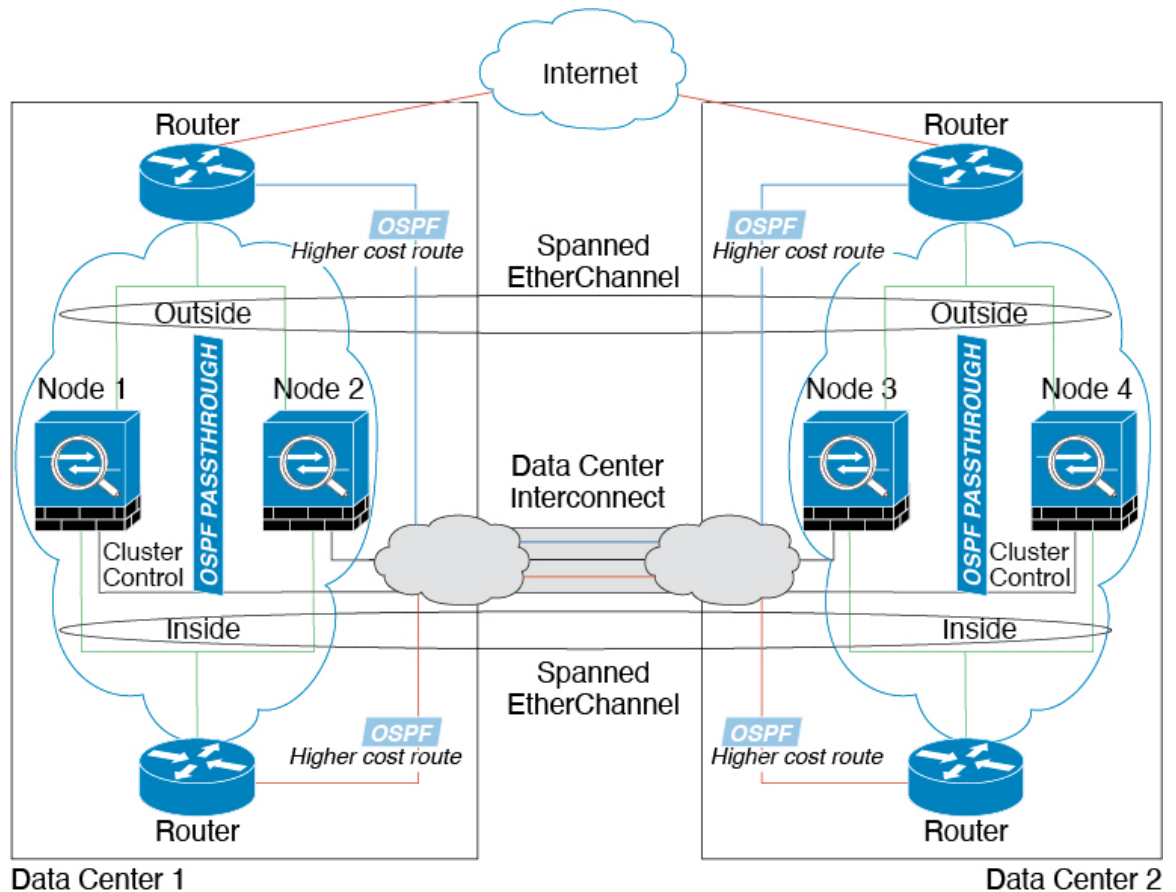 Internet
Router
Router
OSPF
Higher cost route
OSPF
Higher cost route
Spanned
EtherChannel
Outside
Outside
Node 1
Node 2
Node 3
Node 4
OSPF PASSTHROUGH
OSPF PASSTHROUGH
Data Center
Interconnect
Cluster
Control
Cluster
Control
Inside
Inside
Spanned
EtherChannel
OSPF
Higher cost route
OSPF
Higher cost route
Router
Router
Data Center 1
Data Center 2